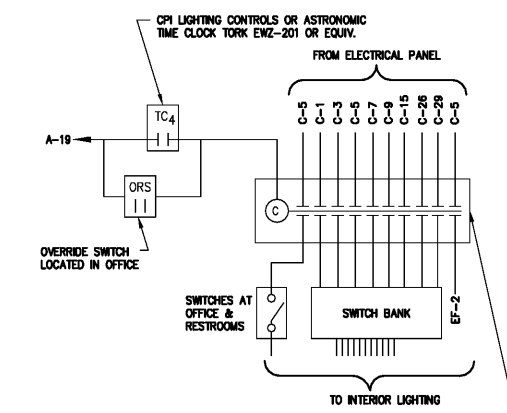 CPI LIGHTING CONTROLS OR ASTRONOMIC
TIME CLOCK TORK EWZ-201 OR EQUIV.
FROM ELECTRICAL PANEL
C-5
C-1
C-3
C-5
C-7
C-9
C-15
C-26
C-29
C-5
TC4
A-19
ORS
C
OVERRIDE SWITCH
LOCATED IN OFFICE
SWITCHES AT
OFFICE &
RESTROOMS
SWITCH BANK
EF-2
TO INTERIOR LIGHTING